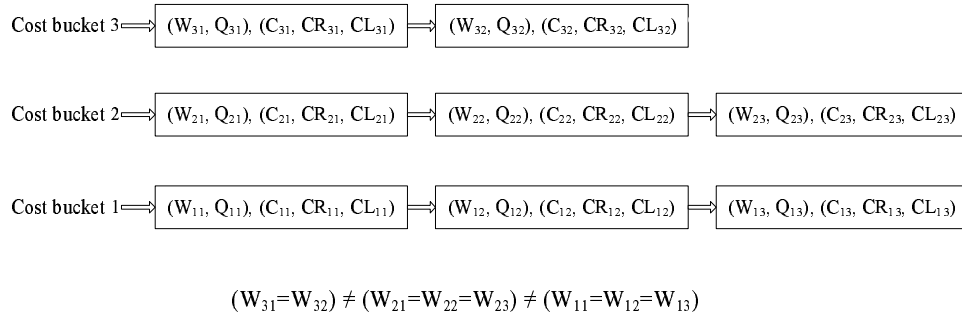 Cost bucket 3 (W₃₁, Q₃₁), (C₃₁, CR₃₁, CL₃₁) (W₃₂, Q₃₂), (C₃₂, CR₃₂, CL₃₂)
Cost bucket 2 (W₂₁, Q₂₁), (C₂₁, CR₂₁, CL₂₁) (W₂₂, Q₂₂), (C₂₂, CR₂₂, CL₂₂) (W₂₃, Q₂₃), (C₂₃, CR₂₃, CL₂₃)
Cost bucket 1 (W₁₁, Q₁₁), (C₁₁, CR₁₁, CL₁₁) (W₁₂, Q₁₂), (C₁₂, CR₁₂, CL₁₂) (W₁₃, Q₁₃), (C₁₃, CR₁₃, CL₁₃)
(W₃₁=W₃₂) ≠ (W₂₁=W₂₂=W₂₃) ≠ (W₁₁=W₁₂=W₁₃)